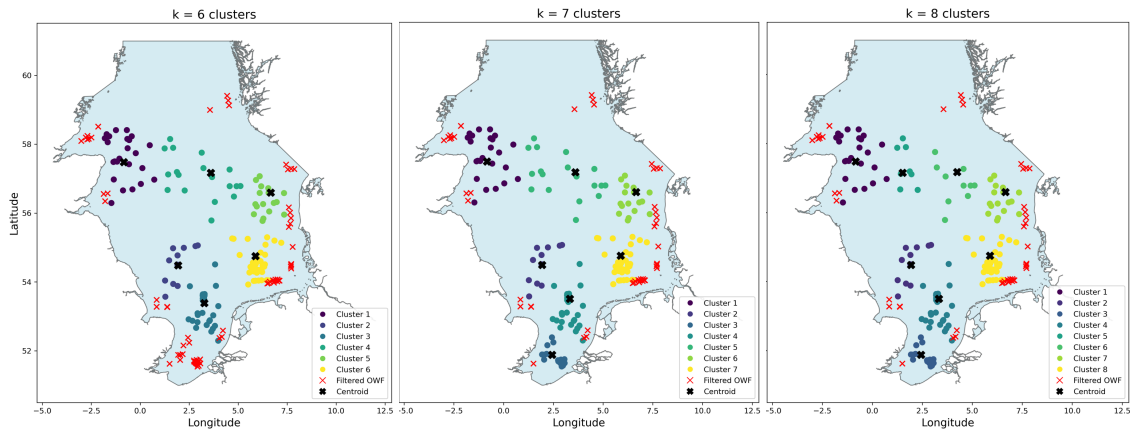 k = 6 clusters
k = 7 clusters
k = 8 clusters
Latitude
60
58
56
54
52
−5.0 −2.5 0.0 2.5 5.0 7.5 10.0 12.5
Longitude
Cluster 1
Cluster 2
Cluster 3
Cluster 4
Cluster 5
Cluster 6
Filtered OWF
Centroid
−5.0 −2.5 0.0 2.5 5.0 7.5 10.0 12.5
Longitude
Cluster 1
Cluster 2
Cluster 3
Cluster 4
Cluster 5
Cluster 6
Cluster 7
Filtered OWF
Centroid
−5.0 −2.5 0.0 2.5 5.0 7.5 10.0 12.5
Longitude
Cluster 1
Cluster 2
Cluster 3
Cluster 4
Cluster 5
Cluster 6
Cluster 7
Cluster 8
Filtered OWF
Centroid